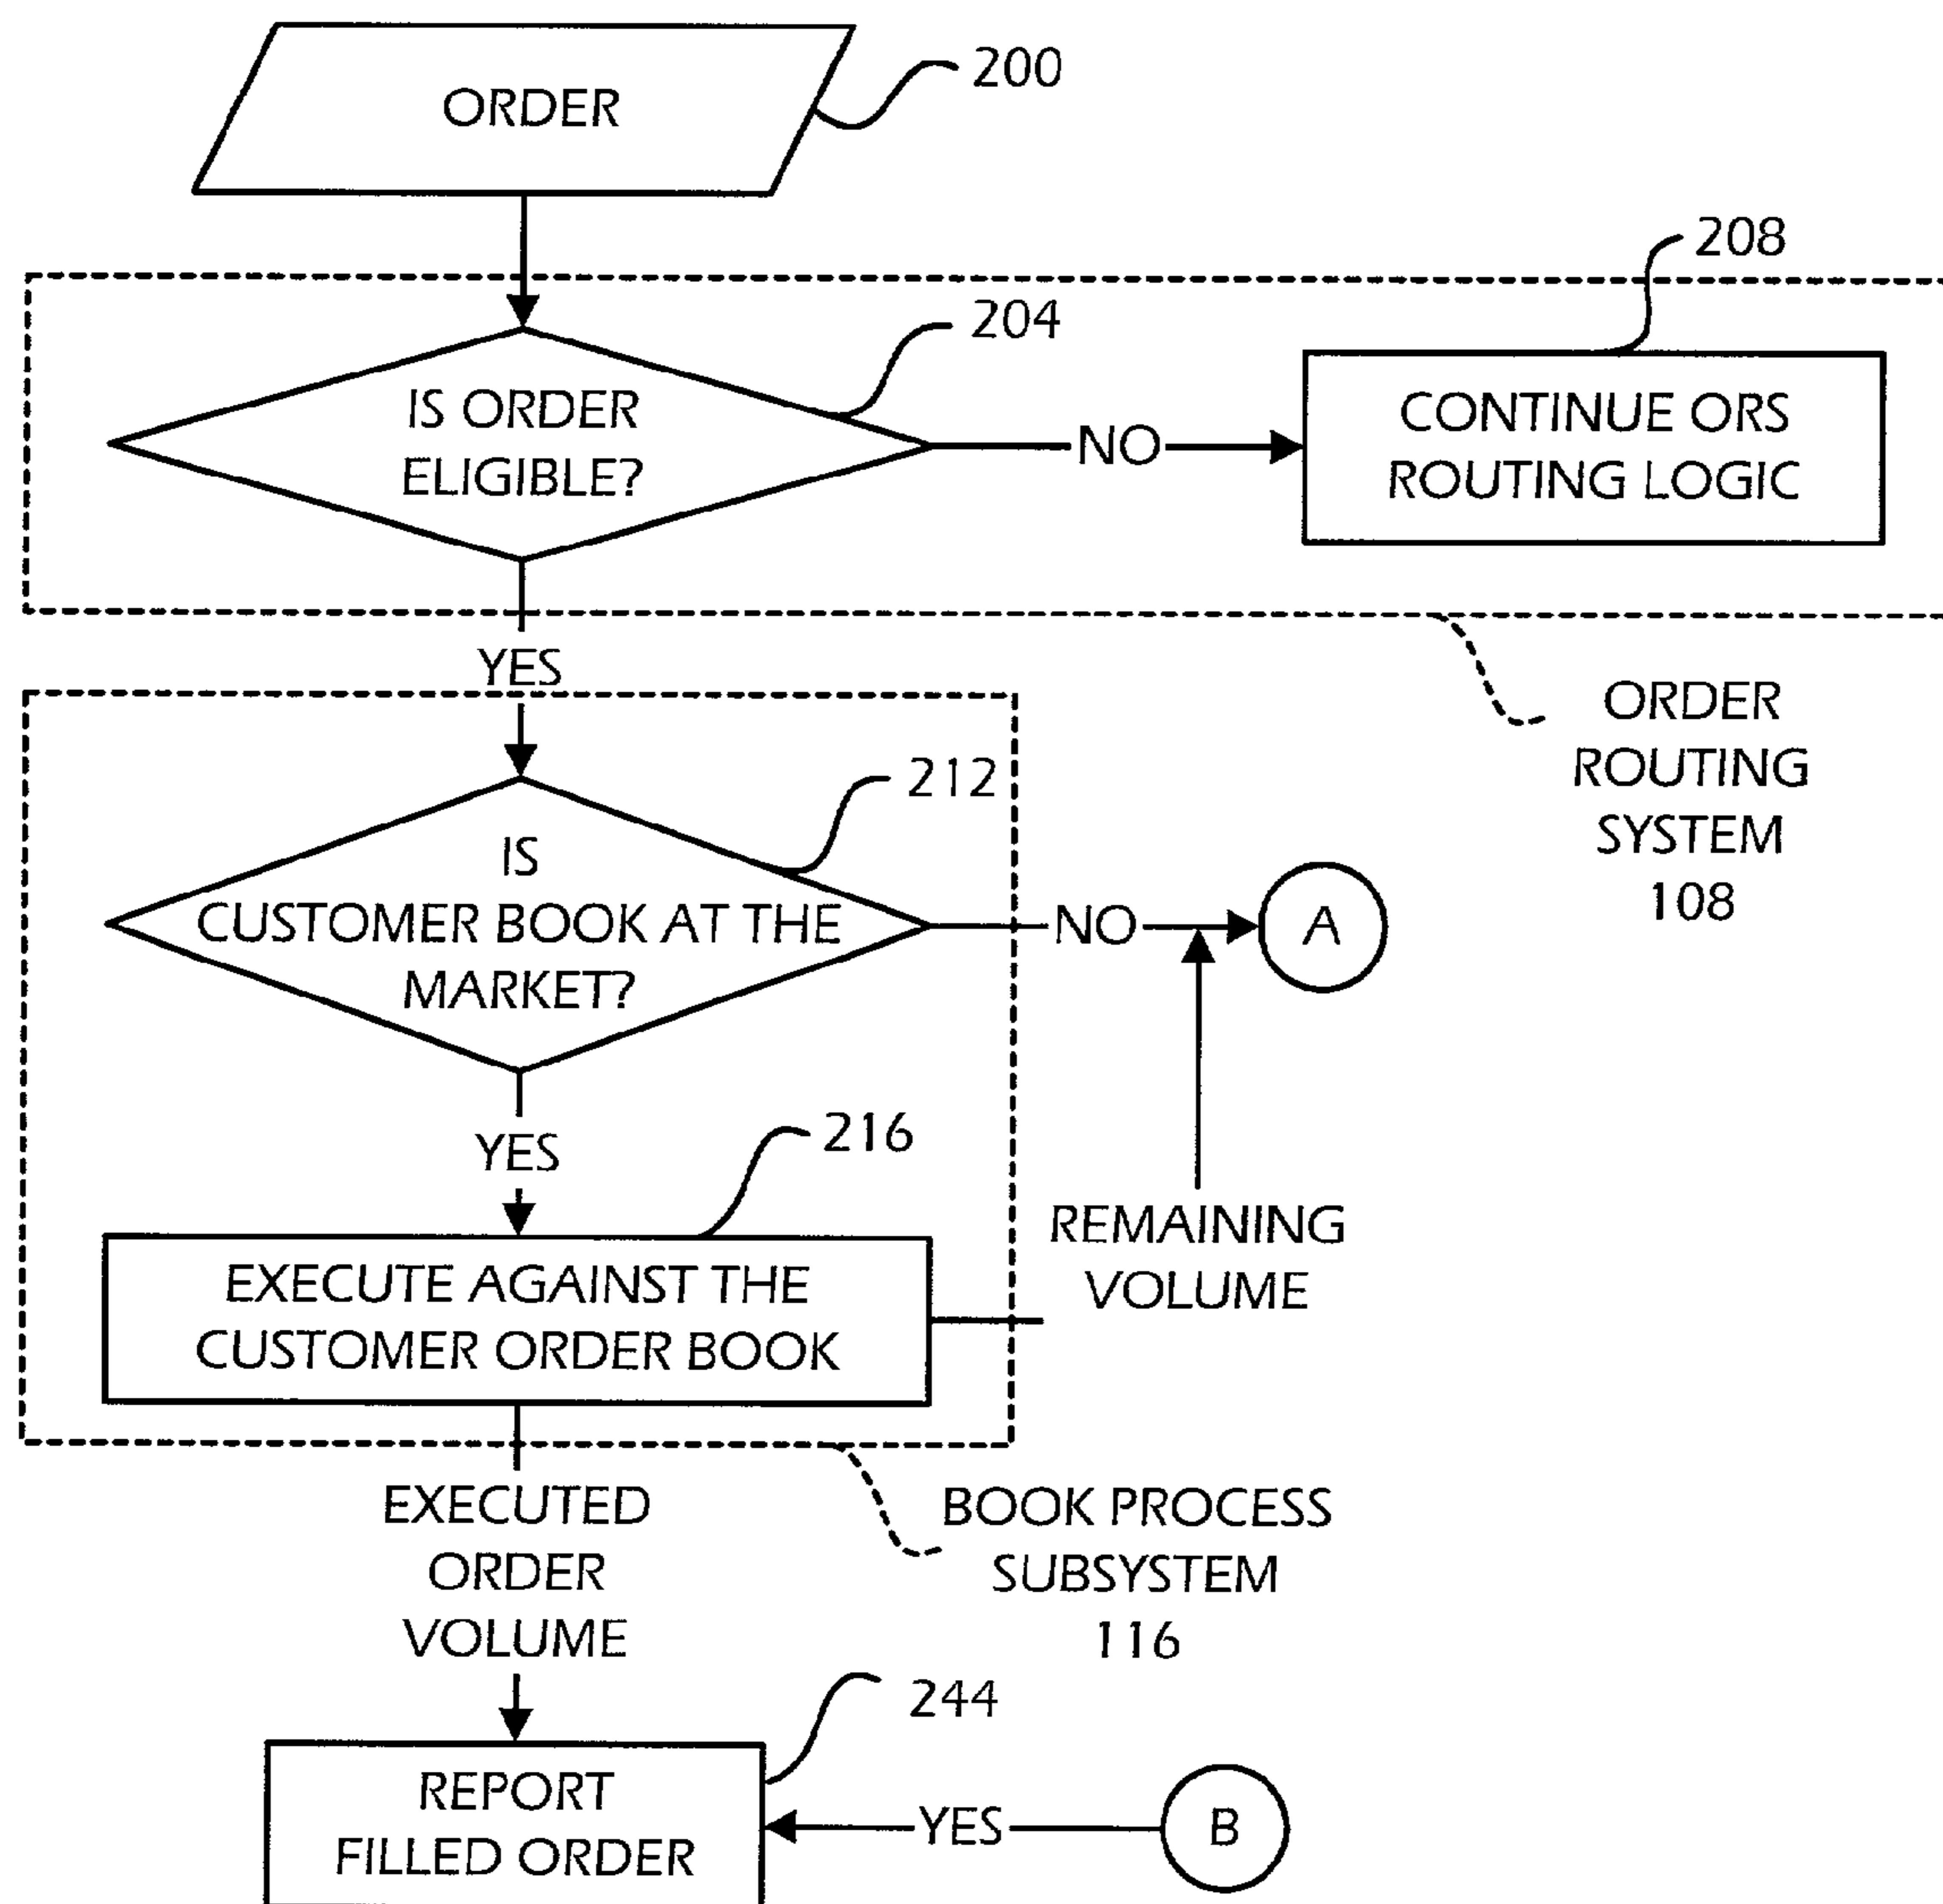 ORDER
200
208
204
IS ORDER
ELIGIBLE?
NO
CONTINUE ORS
ROUTING LOGIC
YES
ORDER
ROUTING
SYSTEM
108
212
IS
CUSTOMER BOOK AT THE
MARKET?
NO
A
YES
216
REMAINING
VOLUME
EXECUTE AGAINST THE
CUSTOMER ORDER BOOK
EXECUTED
ORDER
VOLUME
BOOK PROCESS
SUBSYSTEM
116
244
REPORT
FILLED ORDER
YES
B